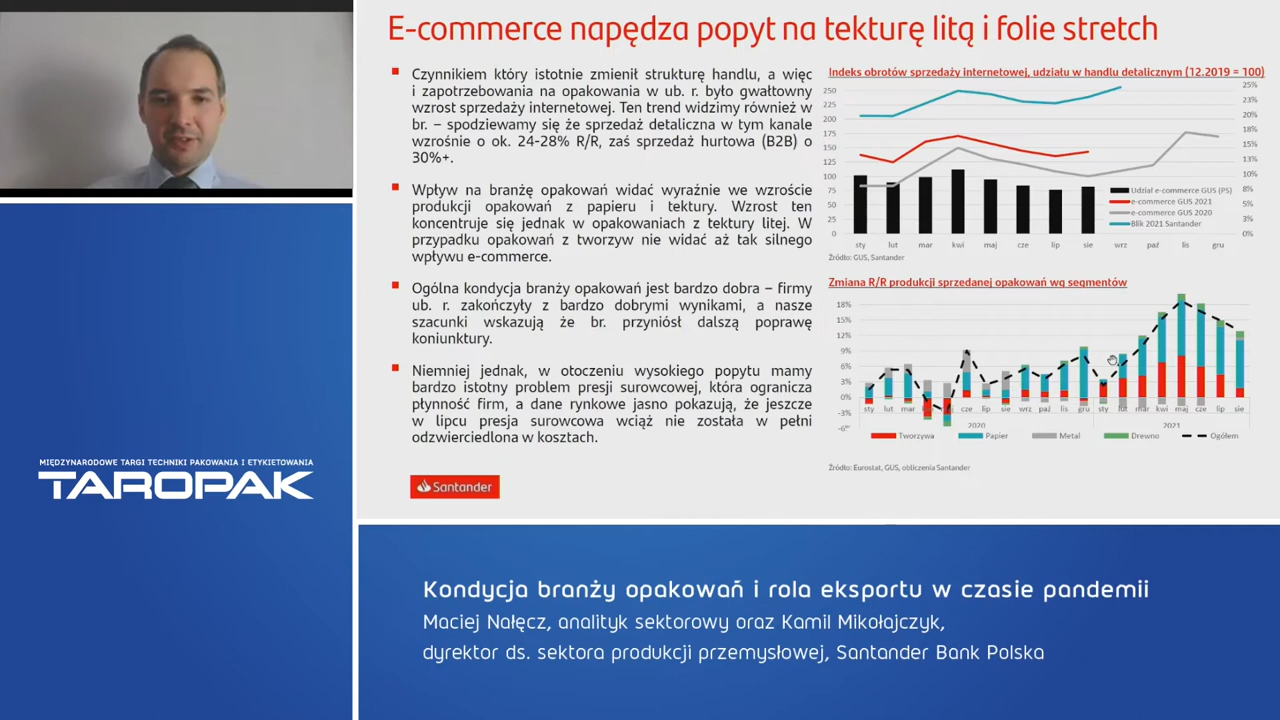 E-commerce napędza popyt na tekturę litą i folie stretch
Czynnikiem który istotnie zmienił strukturę handlu, a więc
i zapotrzebowania na opakowania w ub. r. było gwałtowny
wzrost sprzedaży internetowej. Ten trend widzimy również w
br. – spodziewamy się że sprzedaż detaliczna w tym kanale
wzrośnie o ok. 24-28% R/R, zaś sprzedaż hurtowa (B2B) o
30%+.
Wpływ na branżę opakowań widać wyraźnie we wzroście
produkcji opakowań z papieru i tektury. Wzrost ten
koncentruje się jednak w opakowaniach z tektury litej. W
przypadku opakowań z tworzyw nie widać aż tak silnego
wpływu e-commerce.
Ogólna kondycja branży opakowań jest bardzo dobra – firmy
ub. r. zakończyły z bardzo dobrymi wynikami, a nasze
szacunki wskazują że br. przyniósł dalszą poprawę
koniunktury.
Niemniej jednak, w otoczeniu wysokiego popytu mamy
bardzo istotny problem presji surowcowej, która ogranicza
płynność firm, a dane rynkowe jasno pokazują, że jeszcze
w lipcu presja surowcowa wciąż nie została w pełni
odzwierciedlona w kosztach.
Santander
Indeks obrotów sprzedaży internetowej, udziału w handlu detalicznym (12.2019 = 100)
250 25%
225 23%
200 20%
175 18%
150 15%
125 13%
100 10%
75 8%
50 5%
25 3%
0 0%
Udział e-commerce GUS (PS)
e-commerce GUS 2021
e-commerce GUS 2020
Blik 2021 Santander
sty lut mar kwi maj cze lip sie wrz paź lis gru
Źródło: GUS, Santander
Zmiana R/R produkcji sprzedanej opakowań wg segmentów
18%
15%
12%
9%
6%
3%
0%
-3%
-6%
sty lut mar cze lip sie wrz paź lis gru sty lut mar kwi maj cze lip sie
2020 2021
Tworzywa Papier Metal Drewno Ogółem
Źródło: Eurostat, GUS, obliczenia Santander
MIĘDZYNARODOWE TARGI TECHNIKI PAKOWANIA I ETYKIETOWANIA
TAROPAK
Kondycja branży opakowań i rola eksportu w czasie pandemii
Maciej Nałęcz, analityk sektorowy oraz Kamil Mikołajczyk,
dyrektor ds. sektora produkcji przemysłowej, Santander Bank Polska